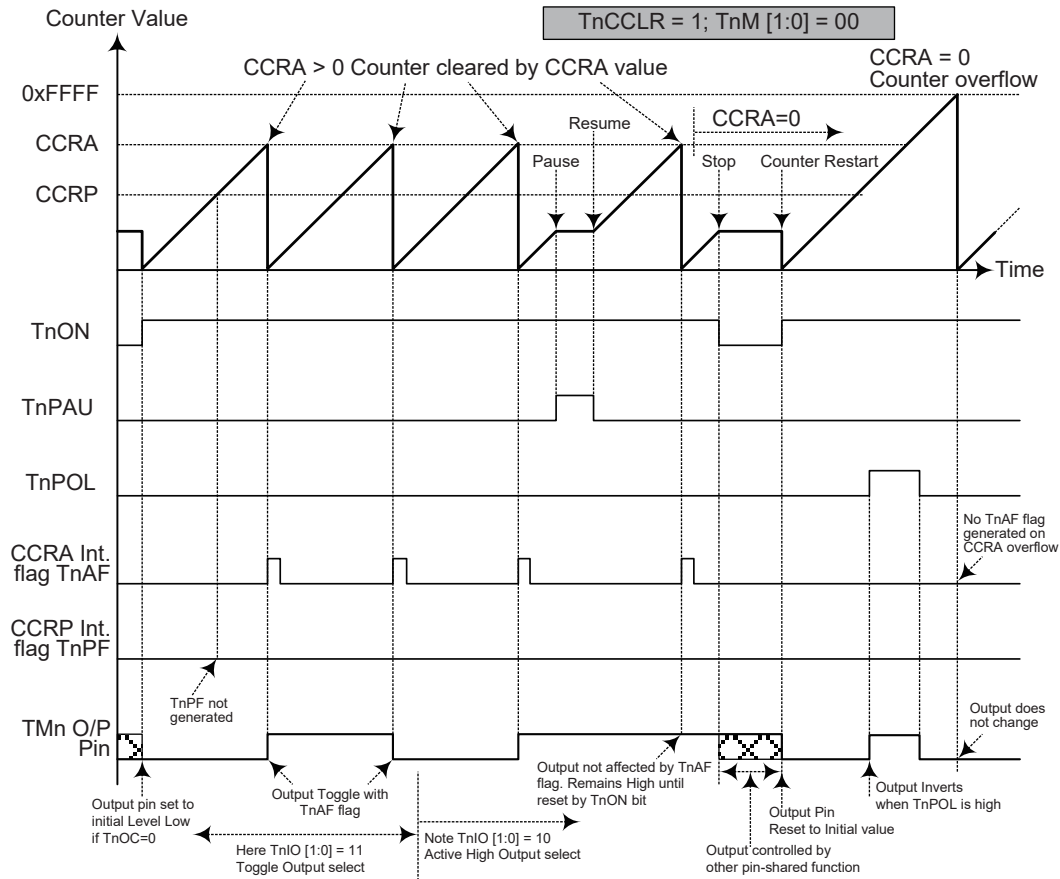 Counter Value
TnCCLR = 1; TnM [1:0] = 00
CCRA > 0 Counter cleared by CCRA value
CCRA = 0
Counter overflow
0xFFFF
CCRA
CCRP
Resume
CCRA=0
Pause
Stop
Counter Restart
Time
TnON
TnPAU
TnPOL
No TnAF flag
generated on
CCRA overflow
CCRA Int.
flag TnAF
CCRP Int.
flag TnPF
TnPF not
generated
TMn O/P
Pin
Output does
not change
Output pin set to
initial Level Low
if TnOC=0
Output Toggle with
TnAF flag
Here TnIO [1:0] = 11
Toggle Output select
Note TnIO [1:0] = 10
Active High Output select
Output not affected by TnAF
flag. Remains High until
reset by TnON bit
Output controlled by
other pin-shared function
Output Pin
Reset to Initial value
Output Inverts
when TnPOL is high